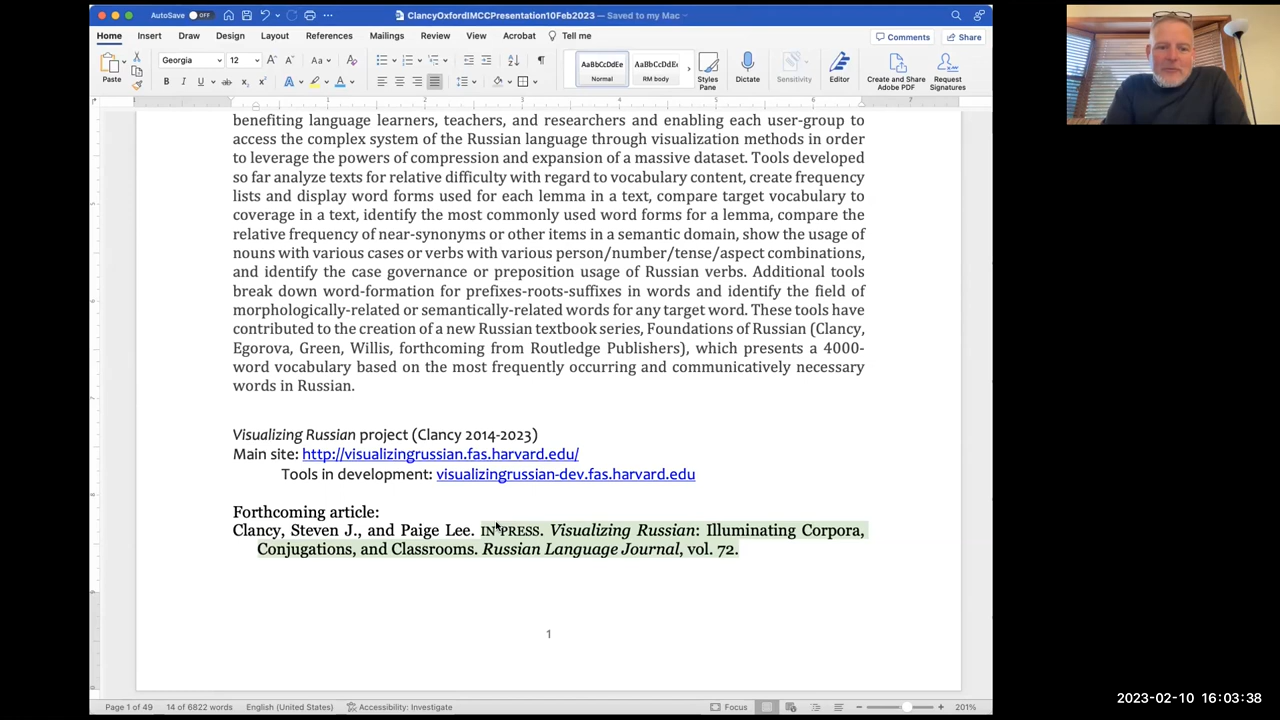 AutoSave OFF
ClancyOxfordIMCCPresentation10Feb2023 — Saved to my Mac
Home Insert Draw Design Layout References Mailings Review View Acrobat Tell me Comments Share
Georgia 12 Aa AaBbCcDdEe AaBbCcDdEe
Paste Normal RM body Styles Pane Dictate Sensitivity Editor Create and Share Adobe PDF Request Signatures
B I U ab A A
1 2 3 4 5 6 7
benefiting language learners, teachers, and researchers and enabling each user-group to
access the complex system of the Russian language through visualization methods in order
to leverage the powers of compression and expansion of a massive dataset. Tools developed
so far analyze texts for relative difficulty with regard to vocabulary content, create frequency
lists and display word forms used for each lemma in a text, compare target vocabulary to
coverage in a text, identify the most commonly used word forms for a lemma, compare the
relative frequency of near-synonyms or other items in a semantic domain, show the usage of
nouns with various cases or verbs with various person/number/tense/aspect combinations,
and identify the case governance or preposition usage of Russian verbs. Additional tools
break down word-formation for prefixes-roots-suffixes in words and identify the field of
morphologically-related or semantically-related words for any target word. These tools have
contributed to the creation of a new Russian textbook series, Foundations of Russian (Clancy,
Egorova, Green, Willis, forthcoming from Routledge Publishers), which presents a 4000-
word vocabulary based on the most frequently occurring and communicatively necessary
words in Russian.
Visualizing Russian project (Clancy 2014-2023)
Main site: http://visualizingrussian.fas.harvard.edu/
Tools in development: visualizingrussian-dev.fas.harvard.edu
Forthcoming article:
Clancy, Steven J., and Paige Lee. IN PRESS. Visualizing Russian: Illuminating Corpora,
Conjugations, and Classrooms. Russian Language Journal, vol. 72.
1
Page 1 of 49 14 of 6822 words English (United States) Accessibility: Investigate Focus 201%
2023-02-10 16:03:38